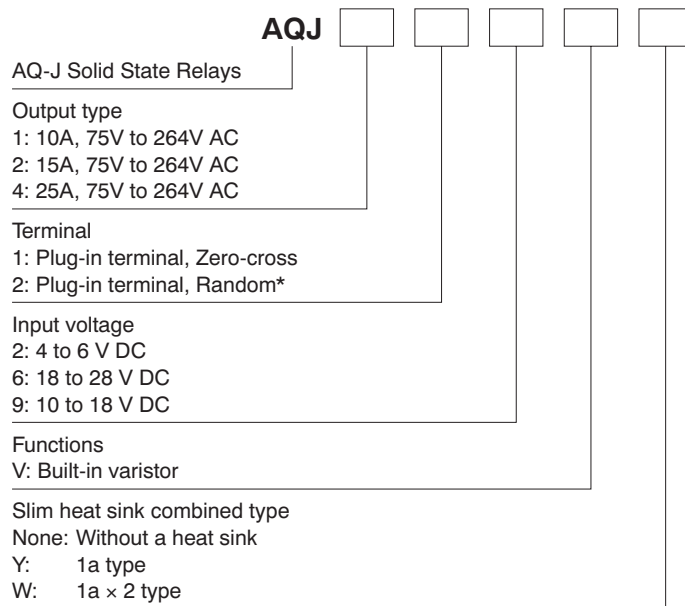 AQJ
AQ-J Solid State Relays
Output type
1: 10A, 75V to 264V AC
2: 15A, 75V to 264V AC
4: 25A, 75V to 264V AC
Terminal
1: Plug-in terminal, Zero-cross
2: Plug-in terminal, Random*
Input voltage
2: 4 to 6 V DC
6: 18 to 28 V DC
9: 10 to 18 V DC
Functions
V: Built-in varistor
Slim heat sink combined type
None: Without a heat sink
Y: 1a type
W: 1a × 2 type